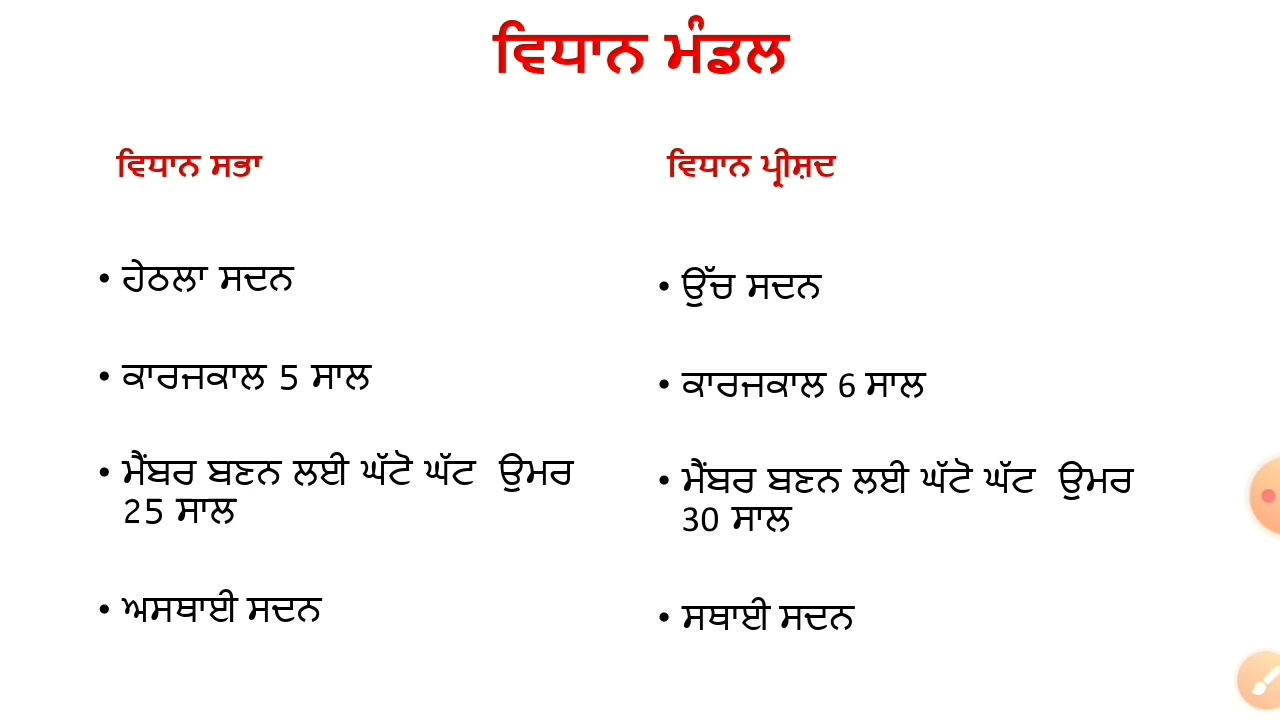 ਵਿਧਾਨ ਮੰਡਲ
ਵਿਧਾਨ ਸਭਾ
• ਹੇਠਲਾ ਸਦਨ
• ਕਾਰਜਕਾਲ 5 ਸਾਲ
• ਮੈਂਬਰ ਬਣਨ ਲਈ ਘੱਟੋ ਘੱਟ ਉਮਰ
25 ਸਾਲ
• ਅਸਥਾਈ ਸਦਨ
ਵਿਧਾਨ ਪ੍ਰੀਸ਼ਦ
• ਉੱਚ ਸਦਨ
• ਕਾਰਜਕਾਲ 6 ਸਾਲ
• ਮੈਂਬਰ ਬਣਨ ਲਈ ਘੱਟੋ ਘੱਟ ਉਮਰ
30 ਸਾਲ
• ਸਥਾਈ ਸਦਨ